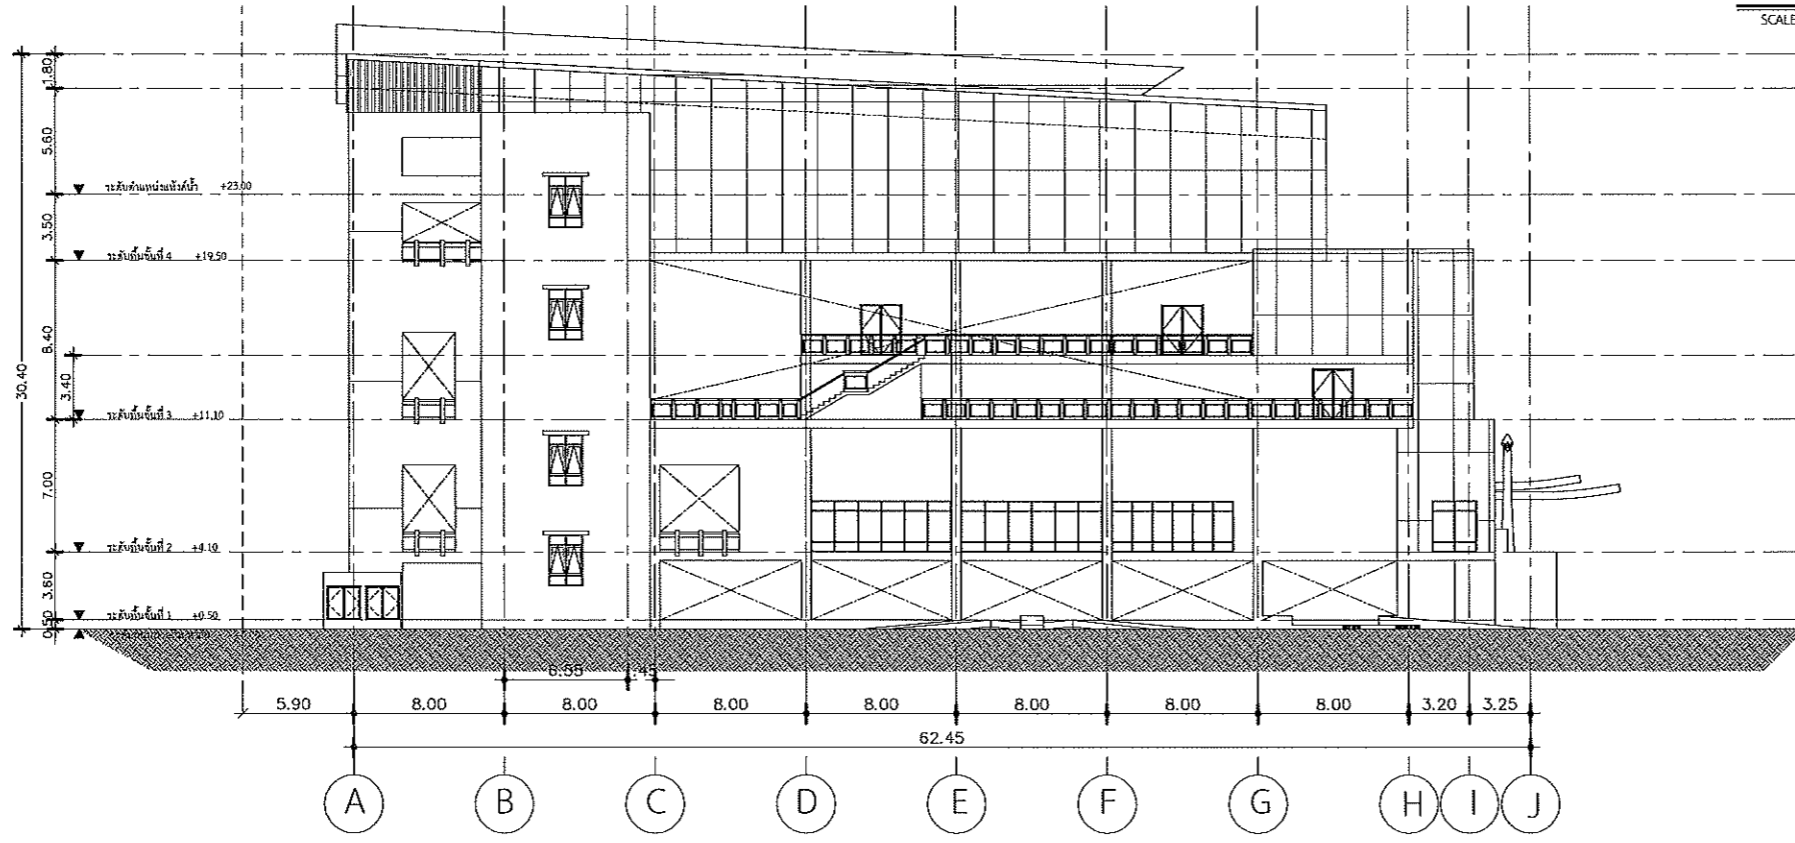 SCALE
1.80
5.60
ระดับตำแหน่งแท้งค์น้ำ +23.00
3.50
ระดับพื้นชั้นที่ 4 +19.50
8.40
30.40
3.40
ระดับพื้นชั้นที่ 3 +11.10
7.00
ระดับพื้นชั้นที่ 2 +4.10
3.60
ระดับพื้นชั้นที่ 1 +0.50
0.50
6.55 1.45
5.90 8.00 8.00 8.00 8.00 8.00 8.00 8.00 3.20 3.25
62.45
A B C D E F G H I J